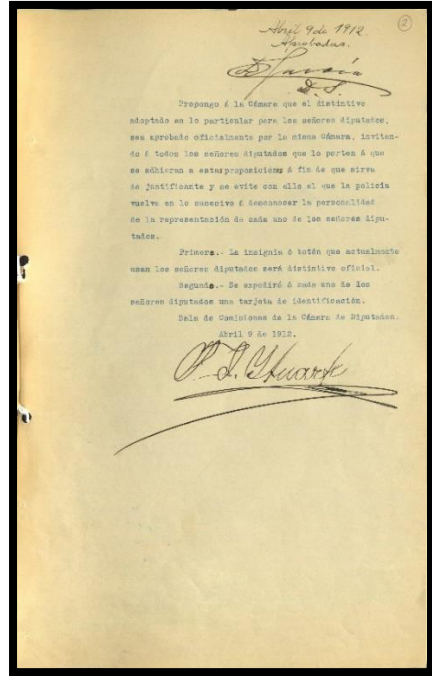 2
Abril 9 de 1912.
Aprobadas.
García
D. S.
Propongo á la Cámara que el distintivo
adoptado en lo particular para los señores diputados,
sea aprobado oficialmente por la misma Cámara, invitan-
do á todos los señores diputados que lo porten á que
se adhieran a estas proposiciones á fin de que sirva
de justificante y se evite con ello el que la policía
vuelva en lo sucesivo á desconocer la personalidad
de la representación de cada uno de los señores dipu-
tados.
Primera.- La insignia ó botón que actualmente
usan los señores diputados será distintivo oficial.
Segunda.- Se expedirá á cada uno de los
señores diputados una tarjeta de identificación.
Sala de Comisiones de la Cámara de Diputados.
Abril 9 de 1912.